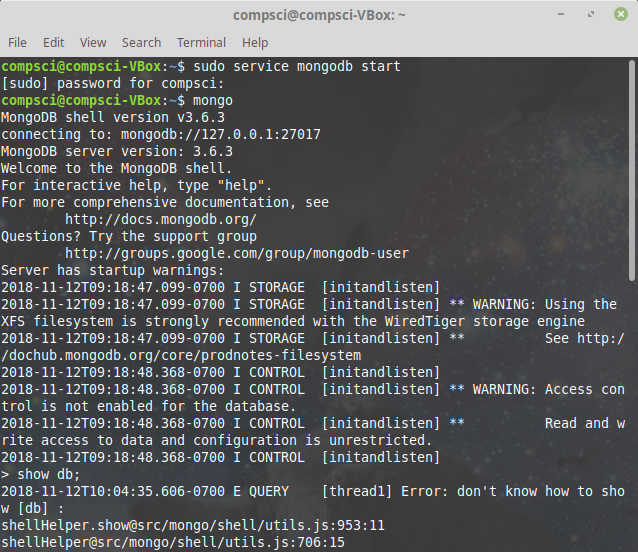 compsci@compsci-VBox: ~
File Edit View Search Terminal Help
compsci@compsci-VBox:~$ sudo service mongodb start
[sudo] password for compsci:
compsci@compsci-VBox:~$ mongo
MongoDB shell version v3.6.3
connecting to: mongodb://127.0.0.1:27017
MongoDB server version: 3.6.3
Welcome to the MongoDB shell.
For interactive help, type "help".
For more comprehensive documentation, see
        http://docs.mongodb.org/
Questions? Try the support group
        http://groups.google.com/group/mongodb-user
Server has startup warnings:
2018-11-12T09:18:47.099-0700 I STORAGE  [initandlisten]
2018-11-12T09:18:47.099-0700 I STORAGE  [initandlisten] ** WARNING: Using the
XFS filesystem is strongly recommended with the WiredTiger storage engine
2018-11-12T09:18:47.099-0700 I STORAGE  [initandlisten] **          See http:/
/dochub.mongodb.org/core/prodnotes-filesystem
2018-11-12T09:18:48.368-0700 I CONTROL  [initandlisten]
2018-11-12T09:18:48.368-0700 I CONTROL  [initandlisten] ** WARNING: Access con
trol is not enabled for the database.
2018-11-12T09:18:48.368-0700 I CONTROL  [initandlisten] **          Read and w
rite access to data and configuration is unrestricted.
2018-11-12T09:18:48.368-0700 I CONTROL  [initandlisten]
> show db;
2018-11-12T10:04:35.606-0700 E QUERY    [thread1] Error: don't know how to sho
w [db] :
shellHelper.show@src/mongo/shell/utils.js:953:11
shellHelper@src/mongo/shell/utils.js:706:15